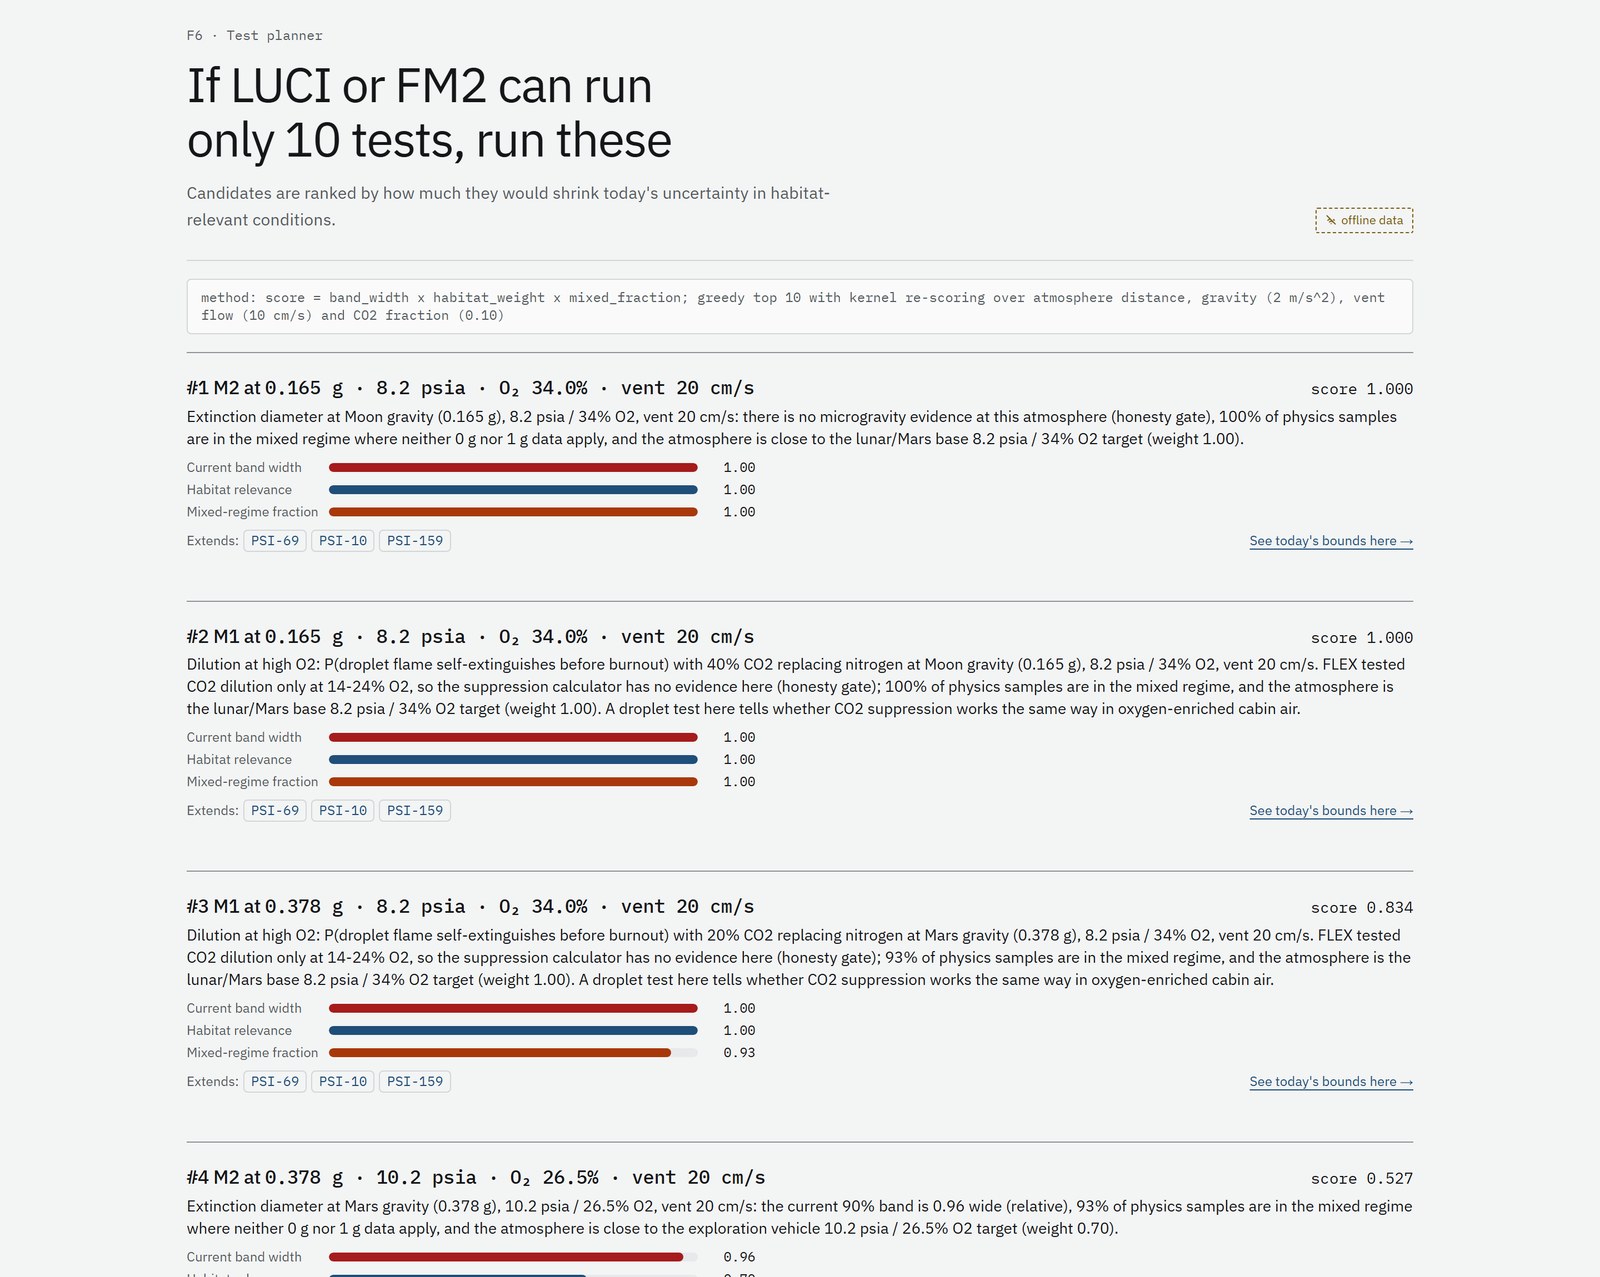 F6 · Test planner
If LUCI or FM2 can run
only 10 tests, run these
Candidates are ranked by how much they would shrink today's uncertainty in habitat-
relevant conditions.
offline data
method: score = band_width x habitat_weight x mixed_fraction; greedy top 10 with kernel re-scoring over atmosphere distance, gravity (2 m/s^2), vent
flow (10 cm/s) and CO2 fraction (0.10)
#1 M2 at 0.165 g · 8.2 psia · O₂ 34.0% · vent 20 cm/s
score 1.000
Extinction diameter at Moon gravity (0.165 g), 8.2 psia / 34% O2, vent 20 cm/s: there is no microgravity evidence at this atmosphere (honesty gate), 100% of physics samples
are in the mixed regime where neither 0 g nor 1 g data apply, and the atmosphere is close to the lunar/Mars base 8.2 psia / 34% O2 target (weight 1.00).
Current band width 1.00
Habitat relevance 1.00
Mixed-regime fraction 1.00
Extends: PSI-69 PSI-10 PSI-159
See today's bounds here →
#2 M1 at 0.165 g · 8.2 psia · O₂ 34.0% · vent 20 cm/s
score 1.000
Dilution at high O2: P(droplet flame self-extinguishes before burnout) with 40% CO2 replacing nitrogen at Moon gravity (0.165 g), 8.2 psia / 34% O2, vent 20 cm/s. FLEX tested
CO2 dilution only at 14-24% O2, so the suppression calculator has no evidence here (honesty gate); 100% of physics samples are in the mixed regime, and the atmosphere is
the lunar/Mars base 8.2 psia / 34% O2 target (weight 1.00). A droplet test here tells whether CO2 suppression works the same way in oxygen-enriched cabin air.
Current band width 1.00
Habitat relevance 1.00
Mixed-regime fraction 1.00
Extends: PSI-69 PSI-10 PSI-159
See today's bounds here →
#3 M1 at 0.378 g · 8.2 psia · O₂ 34.0% · vent 20 cm/s
score 0.834
Dilution at high O2: P(droplet flame self-extinguishes before burnout) with 20% CO2 replacing nitrogen at Mars gravity (0.378 g), 8.2 psia / 34% O2, vent 20 cm/s. FLEX tested
CO2 dilution only at 14-24% O2, so the suppression calculator has no evidence here (honesty gate); 93% of physics samples are in the mixed regime, and the atmosphere is the
lunar/Mars base 8.2 psia / 34% O2 target (weight 1.00). A droplet test here tells whether CO2 suppression works the same way in oxygen-enriched cabin air.
Current band width 1.00
Habitat relevance 1.00
Mixed-regime fraction 0.93
Extends: PSI-69 PSI-10 PSI-159
See today's bounds here →
#4 M2 at 0.378 g · 10.2 psia · O₂ 26.5% · vent 20 cm/s
score 0.527
Extinction diameter at Mars gravity (0.378 g), 10.2 psia / 26.5% O2, vent 20 cm/s: the current 90% band is 0.96 wide (relative), 93% of physics samples are in the mixed regime
where neither 0 g nor 1 g data apply, and the atmosphere is close to the exploration vehicle 10.2 psia / 26.5% O2 target (weight 0.70).
Current band width 0.96